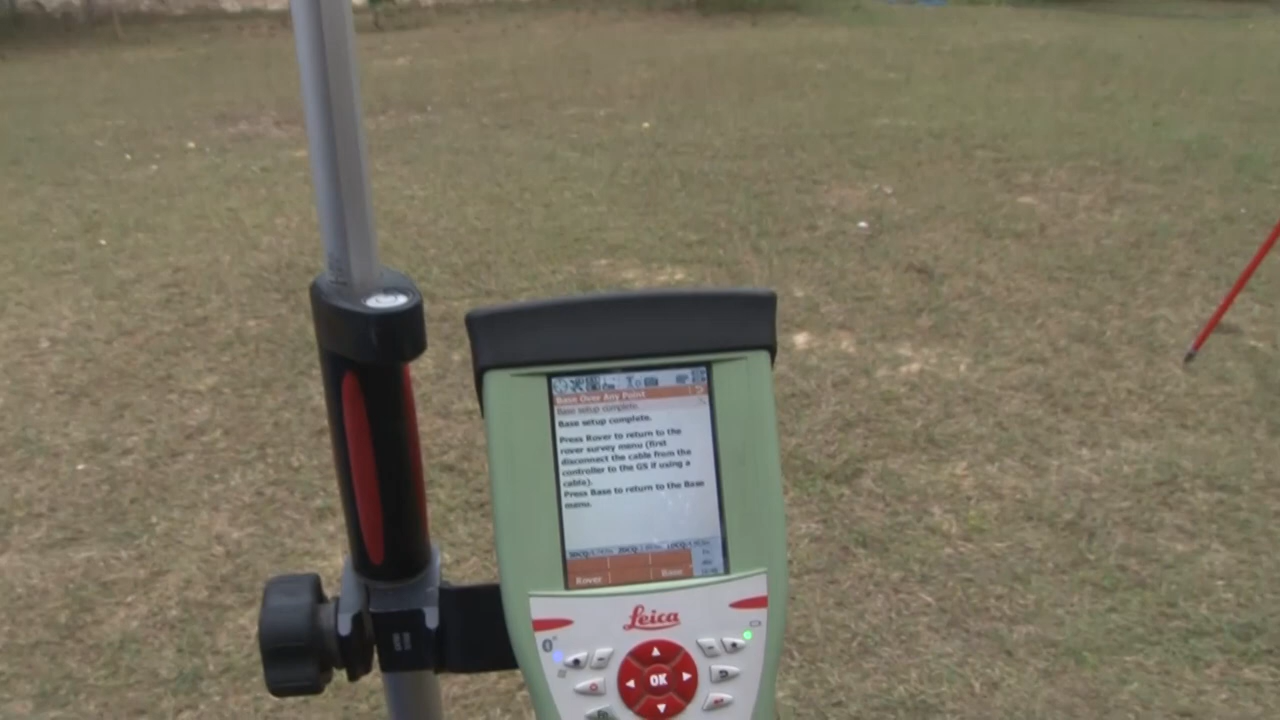 Base Over Any Point
Base setup complete.
Base setup complete.
Press Rover to return to the
rover survey menu (first
disconnect the cable from the
controller to the GS if using a
cable).
Press Base to return to the Base
menu.
Rover
Base
Leica
OK
Fn